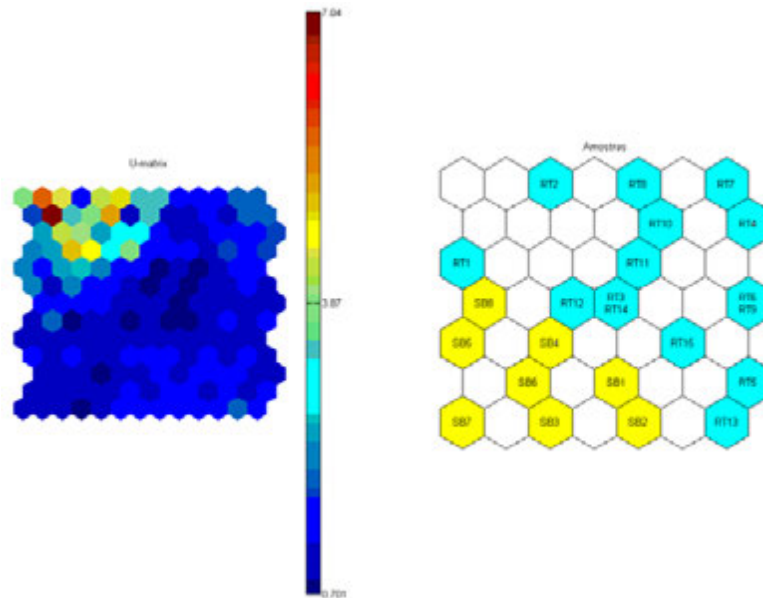 7.84
U-matrix
3.87
0.701
Amostras
RT2
RT8
RT7
RT10
RT4
RT1
RT11
SB8
RT12
RT3
RT14
RT6
RT9
SB5
SB4
RT15
SB6
SB1
RT5
SB7
SB3
SB2
RT13